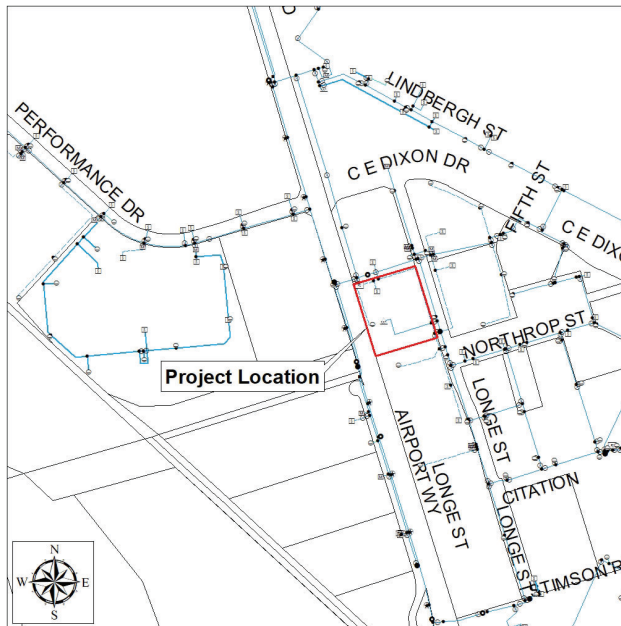 D
LINDBERGH ST
PERFORMANCE DR
C E DIXON DR
FIFTH ST
C E DIXO
NORTHROP ST
Project Location
LONGE ST
AIRPORT WY
LONGE ST
CITATION
LONGE ST
STIMSON R
N
W
E
S